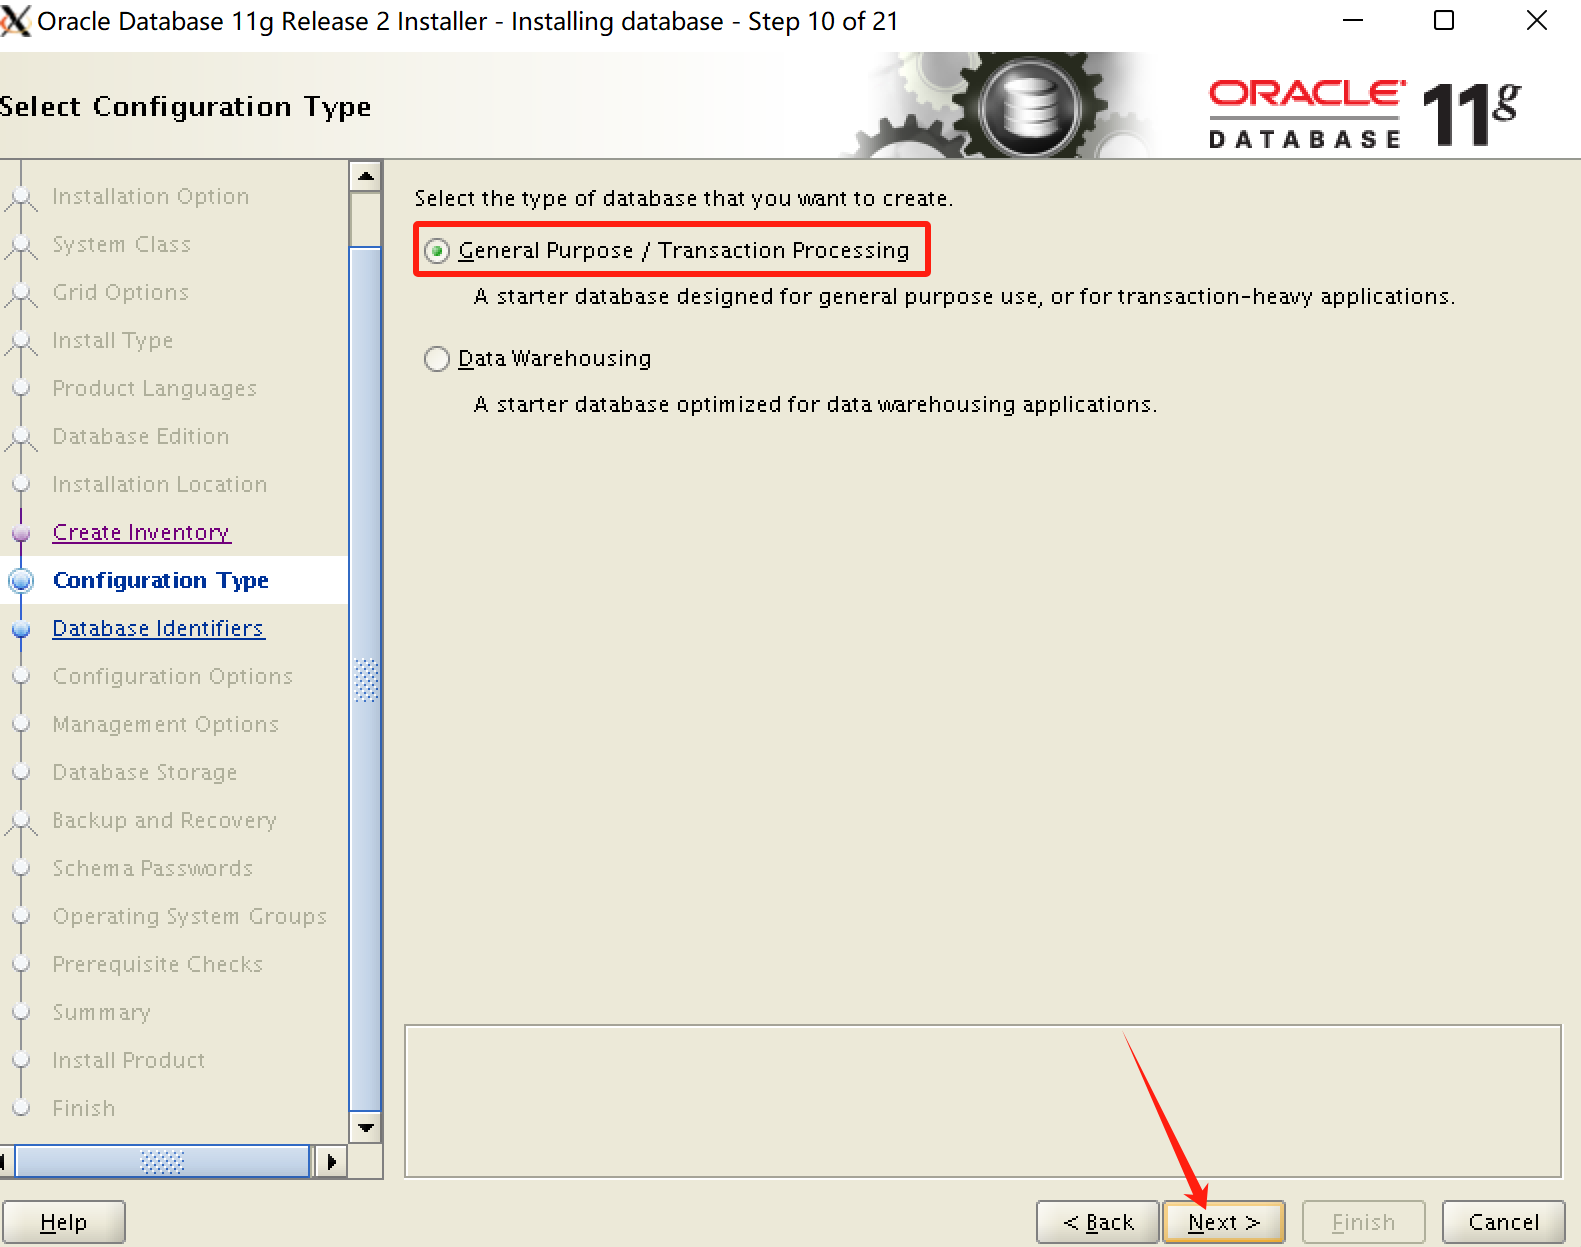 Oracle Database 11g Release 2 Installer - Installing database - Step 10 of 21
Select Configuration Type
ORACLE
DATABASE
11g
Installation Option
System Class
Grid Options
Install Type
Product Languages
Database Edition
Installation Location
Create Inventory
Configuration Type
Database Identifiers
Configuration Options
Management Options
Database Storage
Backup and Recovery
Schema Passwords
Operating System Groups
Prerequisite Checks
Summary
Install Product
Finish
Select the type of database that you want to create.
General Purpose / Transaction Processing
A starter database designed for general purpose use, or for transaction-heavy applications.
Data Warehousing
A starter database optimized for data warehousing applications.
Help
< Back
Next >
Finish
Cancel